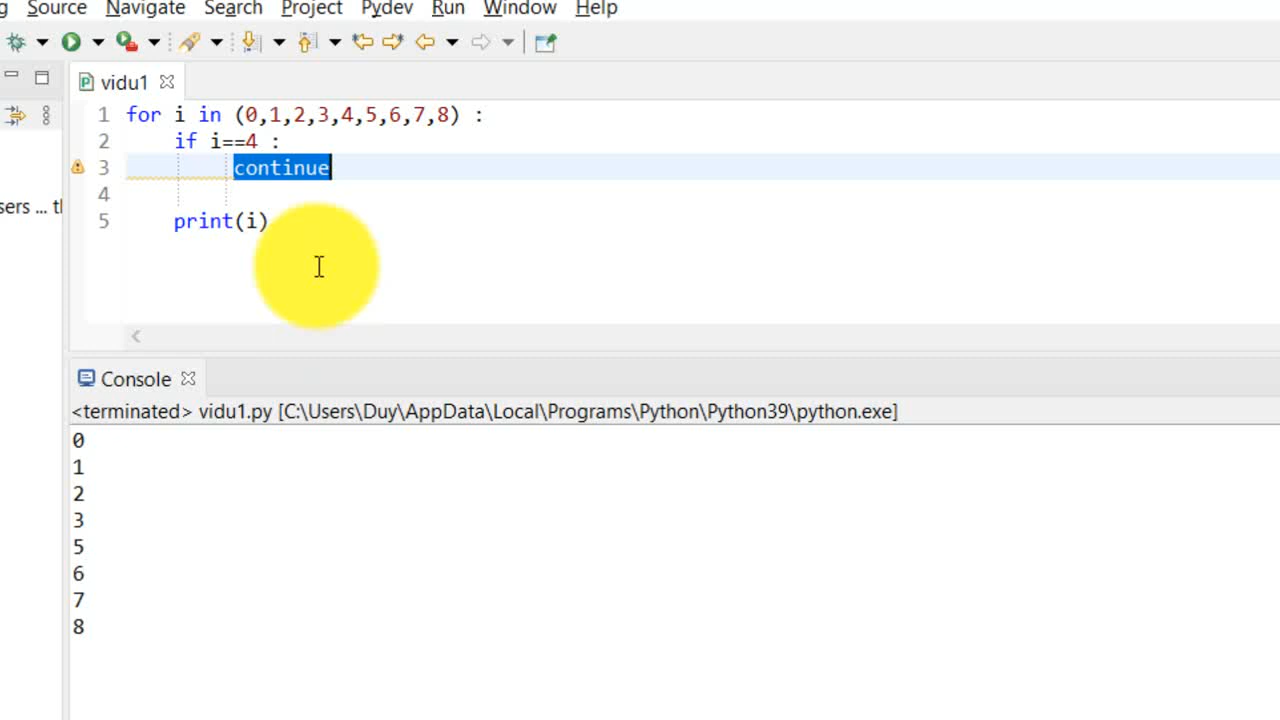 g Source Navigate Search Project Pydev Run Window Help
vidu1
1 for i in (0,1,2,3,4,5,6,7,8) :
2 if i==4 :
3 continue
4
5 print(i)
sers ... tl
Console
<terminated> vidu1.py [C:\Users\Duy\AppData\Local\Programs\Python\Python39\python.exe]
0
1
2
3
5
6
7
8